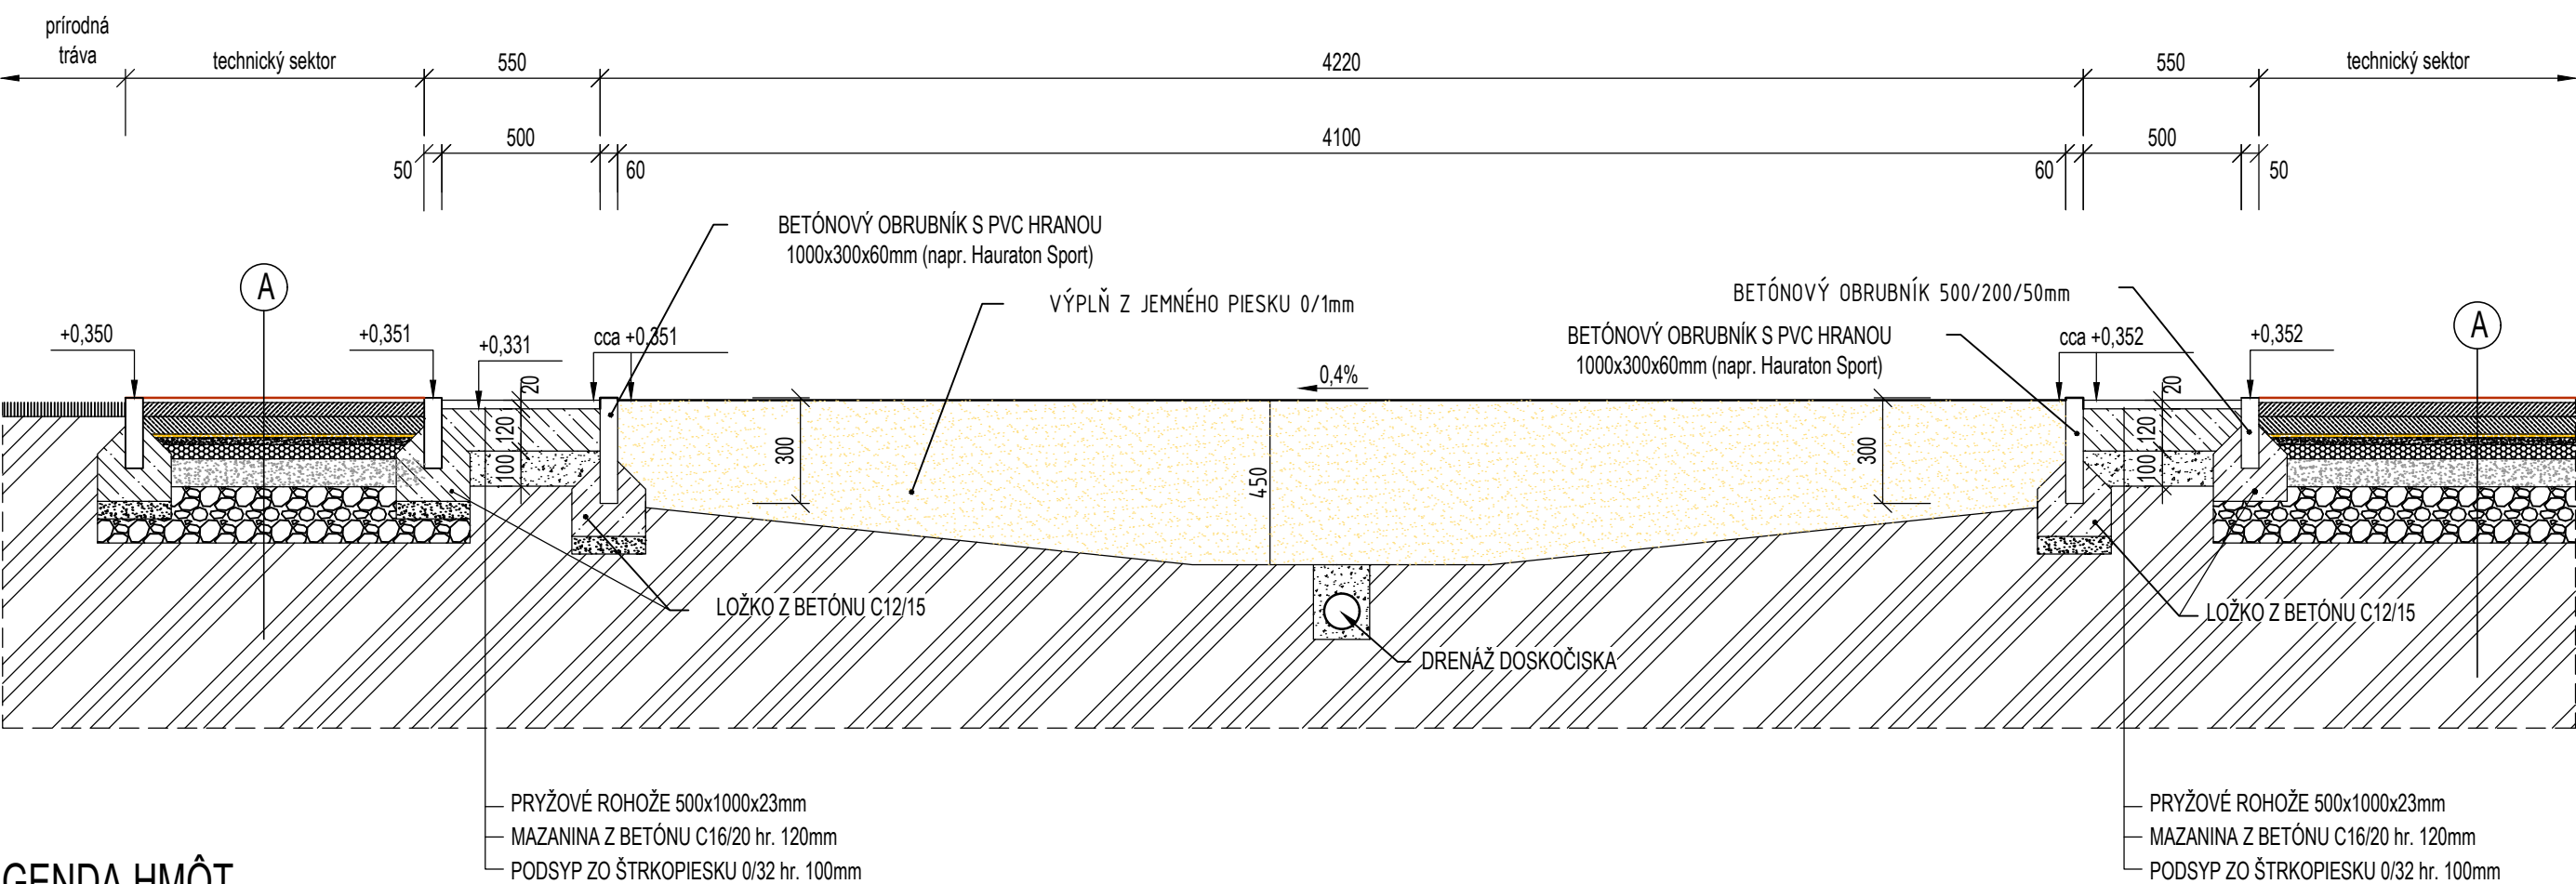 prírodná
tráva
technický sektor
550
4220
550
technický sektor
500
4100
500
50
60
60
50
BETÓNOVÝ OBRUBNÍK S PVC HRANOU
1000x300x60mm (napr. Hauraton Sport)
A
VÝPLŇ Z JEMNÉHO PIESKU 0/1mm
BETÓNOVÝ OBRUBNÍK 500/200/50mm
BETÓNOVÝ OBRUBNÍK S PVC HRANOU
1000x300x60mm (napr. Hauraton Sport)
A
+0,350
+0,351
+0,331
cca +0,351
0,4%
cca +0,352
+0,352
20
120
100
300
450
300
20
120
100
LOŽKO Z BETÓNU C12/15
LOŽKO Z BETÓNU C12/15
DRENÁŽ DOSKOČISKA
PRYŽOVÉ ROHOŽE 500x1000x23mm
MAZANINA Z BETÓNU C16/20 hr. 120mm
PODSYP ZO ŠTRKOPIESKU 0/32 hr. 100mm
PRYŽOVÉ ROHOŽE 500x1000x23mm
MAZANINA Z BETÓNU C16/20 hr. 120mm
PODSYP ZO ŠTRKOPIESKU 0/32 hr. 100mm
GENDA HMÔT